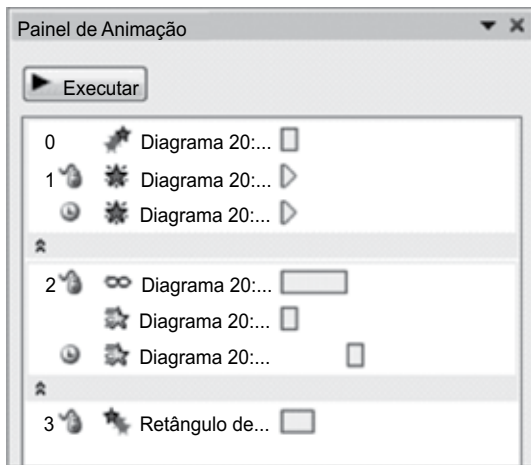 Painel de Animação
Executar
0 Diagrama 20:...
1 Diagrama 20:...
Diagrama 20:...
2 Diagrama 20:...
Diagrama 20:...
Diagrama 20:...
3 Retângulo de...